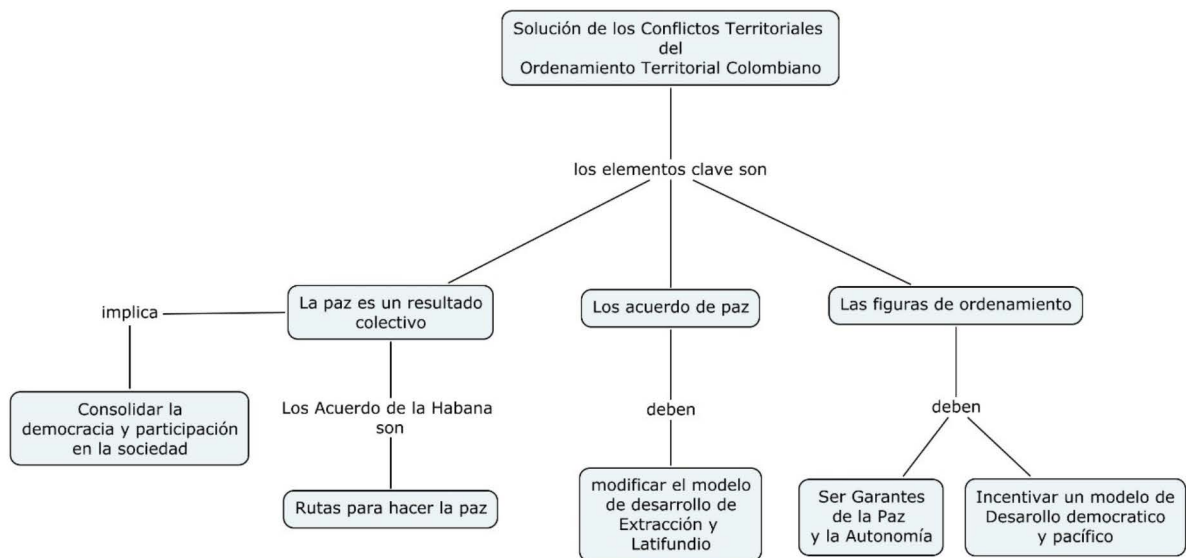 Solución de los Conflictos Territoriales
del
Ordenamiento Territorial Colombiano
los elementos clave son
implica
La paz es un resultado
colectivo
Los acuerdo de paz
Las figuras de ordenamiento
Consolidar la
democracia y participación
en la sociedad
Los Acuerdo de la Habana
son
deben
deben
Rutas para hacer la paz
modificar el modelo
de desarrollo de
Extracción y
Latifundio
Ser Garantes
de la Paz
y la Autonomía
Incentivar un modelo de
Desarollo democratico
y pacífico